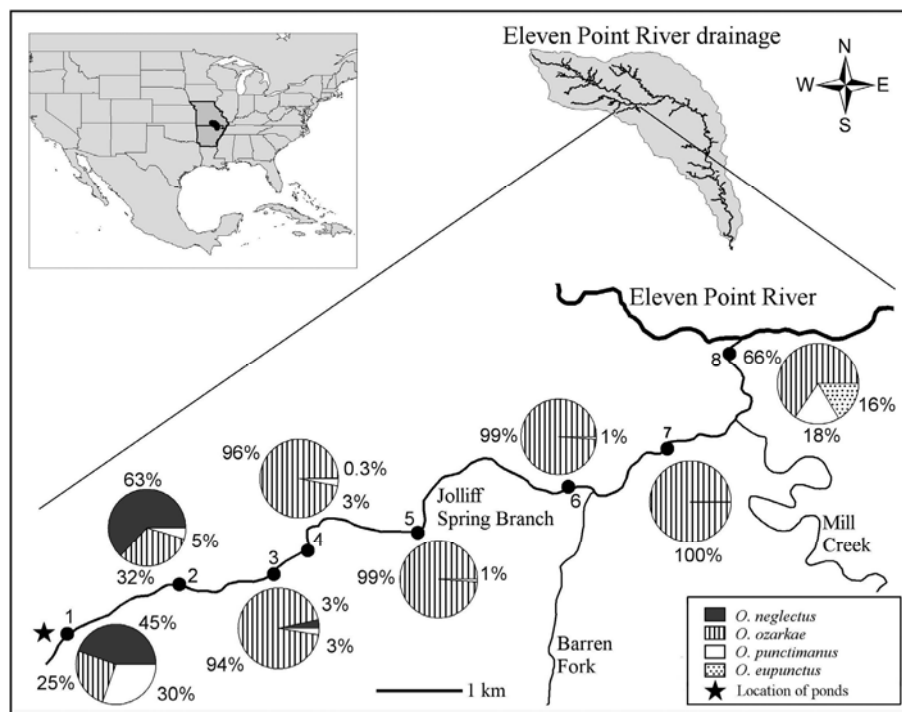 Eleven Point River drainage
N
W E
S
Eleven Point River
8
66%
16%
18%
7
100%
99%
1%
6
Jolliff
Spring Branch
5
99%
1%
96%
0.3%
3%
4
3
3%
3%
94%
63%
5%
32%
2
1
45%
25%
30%
Mill
Creek
Barren
Fork
1 km
O. neglectus
O. ozarkae
O. punctimanus
O. eupunctus
Location of ponds